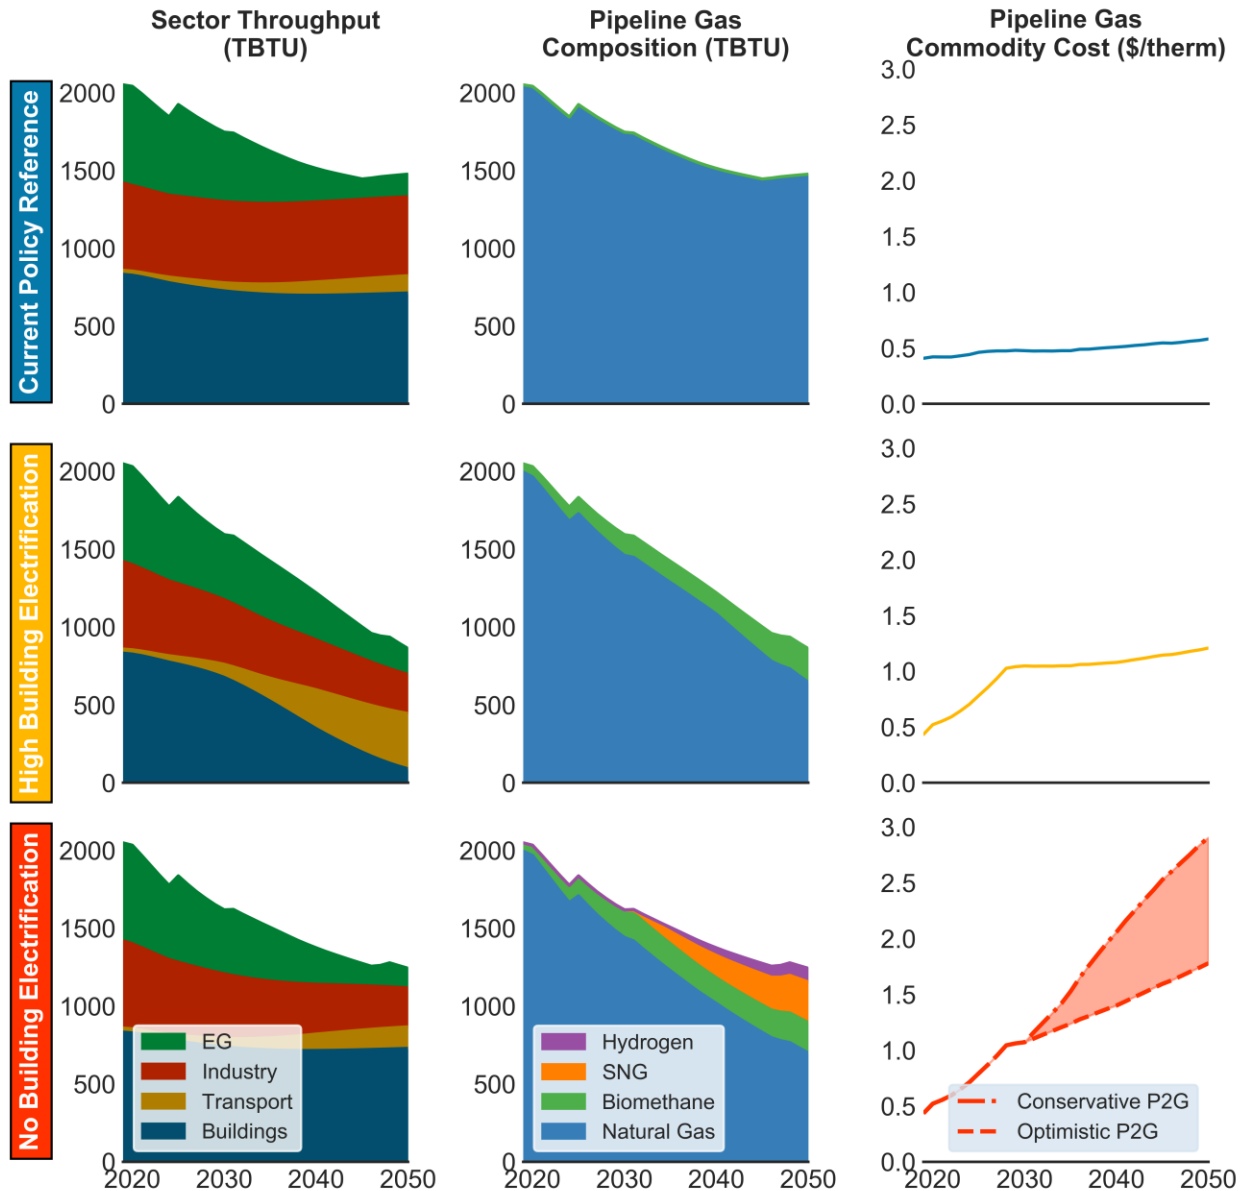 Sector Throughput
(TBTU)
Pipeline Gas
Composition (TBTU)
Pipeline Gas
Commodity Cost ($/therm)
Current Policy Reference
2000
1500
1000
500
0
2000
1500
1000
500
0
3.0
2.5
2.0
1.5
1.0
0.5
0.0
High Building Electrification
2000
1500
1000
500
0
2000
1500
1000
500
0
3.0
2.5
2.0
1.5
1.0
0.5
0.0
No Building Electrification
2000
1500
1000
500
0
EG
Industry
Transport
Buildings
2020 2030 2040 2050
2000
1500
1000
500
0
Hydrogen
SNG
Biomethane
Natural Gas
2020 2030 2040 2050
3.0
2.5
2.0
1.5
1.0
0.5
0.0
Conservative P2G
Optimistic P2G
2020 2030 2040 2050